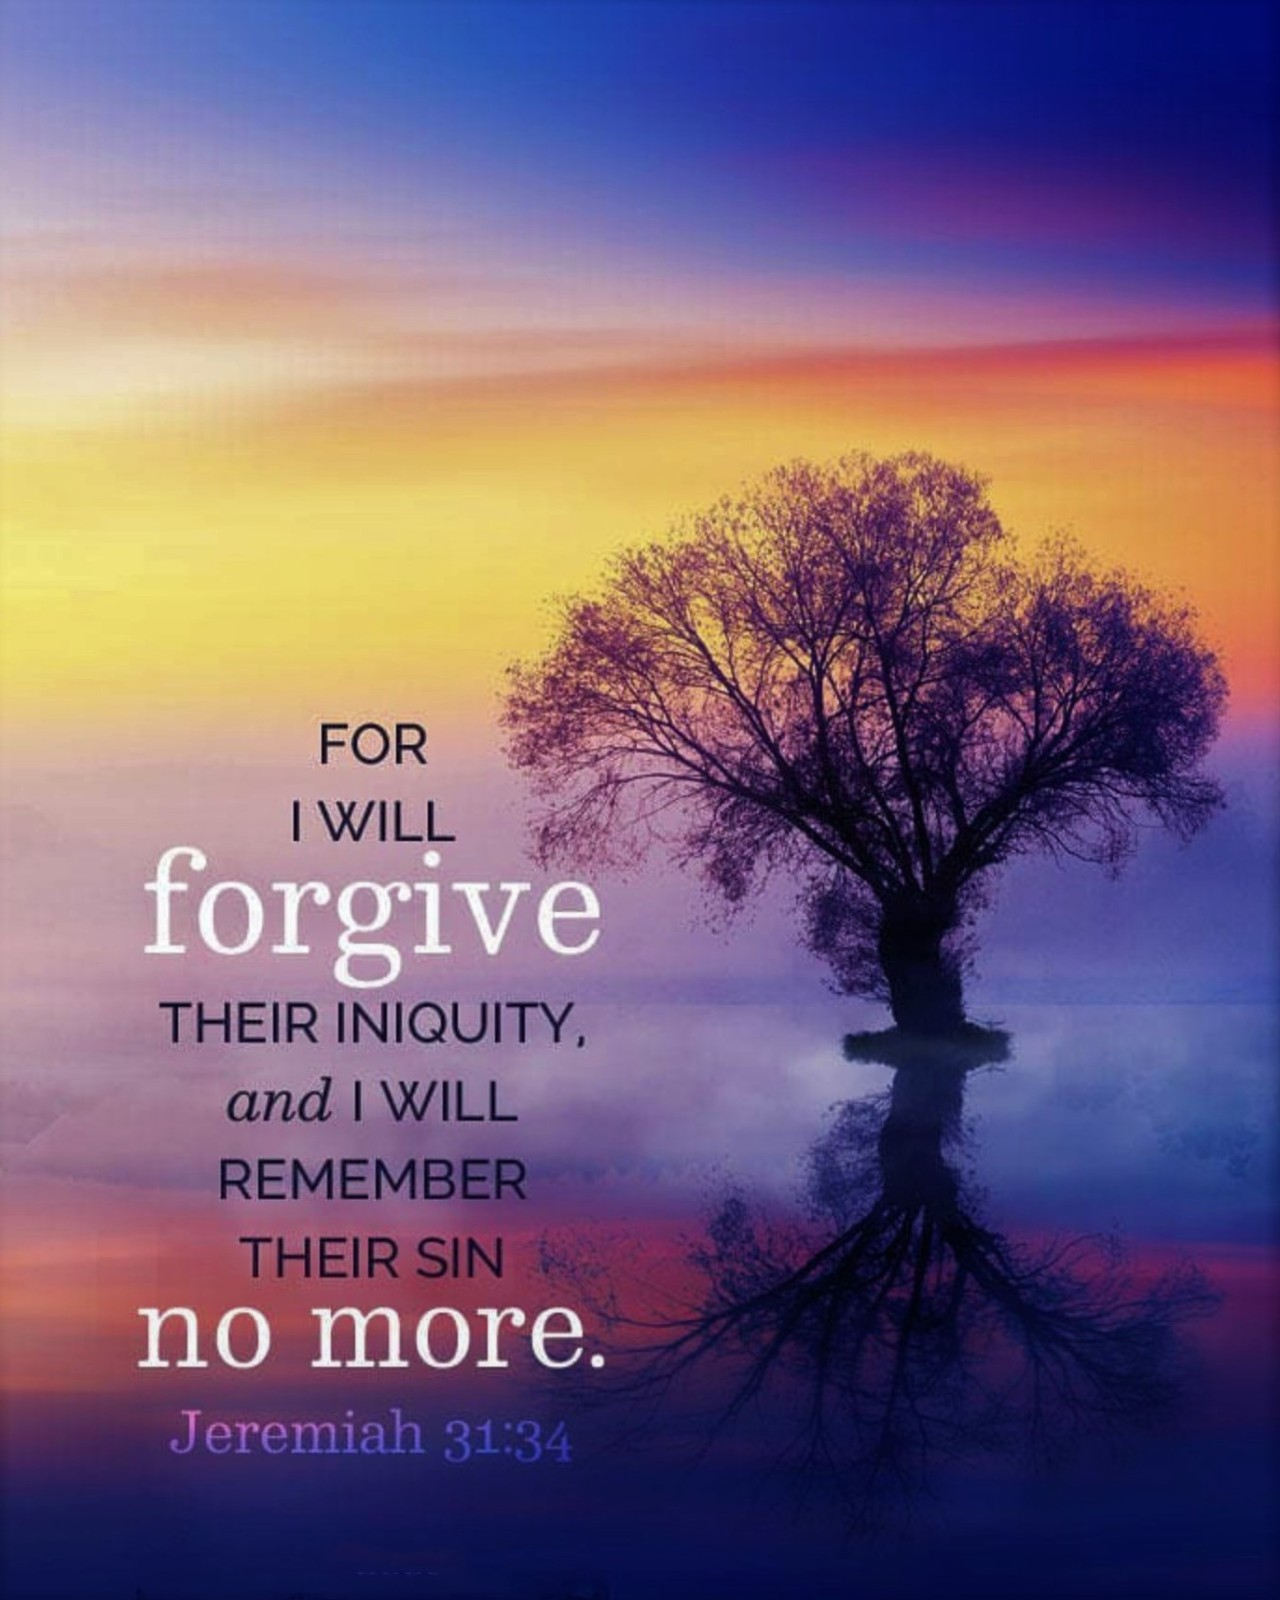 FOR
I WILL
forgive
THEIR INIQUITY,
and I WILL
REMEMBER
THEIR SIN
no more.
Jeremiah 31:34